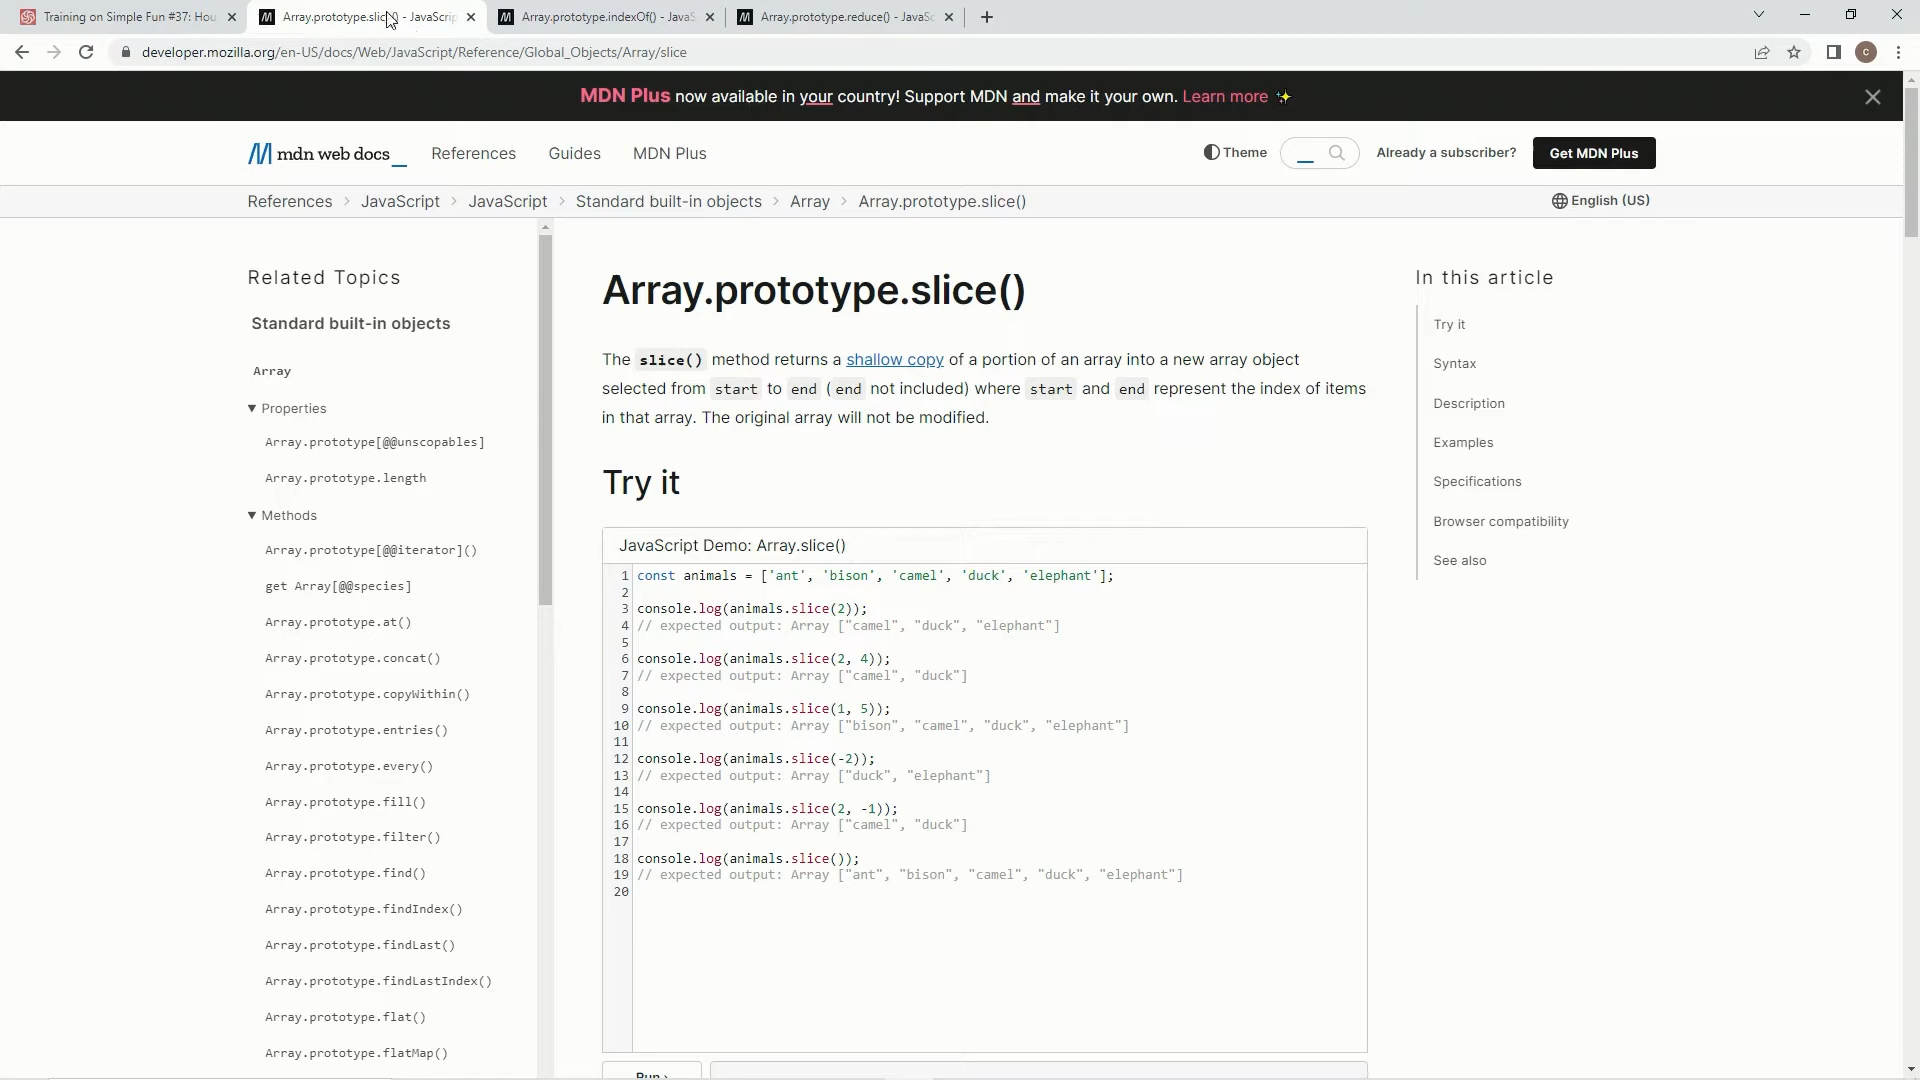 Training on Simple Fun #37: Hou
Array.prototype.slice() - JavaScrip
Array.prototype.indexOf() - JavaS
Array.prototype.reduce() - JavaSc
developer.mozilla.org/en-US/docs/Web/JavaScript/Reference/Global_Objects/Array/slice
c
MDN Plus now available in your country! Support MDN and make it your own. Learn more ✨
mdn web docs_
References
Guides
MDN Plus
Theme
Already a subscriber?
Get MDN Plus
References > JavaScript > JavaScript > Standard built-in objects > Array > Array.prototype.slice()
English (US)
Related Topics
Standard built-in objects
Array
▼ Properties
Array.prototype[@@unscopables]
Array.prototype.length
▼ Methods
Array.prototype[@@iterator]()
get Array[@@species]
Array.prototype.at()
Array.prototype.concat()
Array.prototype.copyWithin()
Array.prototype.entries()
Array.prototype.every()
Array.prototype.fill()
Array.prototype.filter()
Array.prototype.find()
Array.prototype.findIndex()
Array.prototype.findLast()
Array.prototype.findLastIndex()
Array.prototype.flat()
Array.prototype.flatMap()
Array.prototype.slice()
The slice() method returns a shallow copy of a portion of an array into a new array object
selected from start to end (end not included) where start and end represent the index of items
in that array. The original array will not be modified.
Try it
JavaScript Demo: Array.slice()
1 const animals = ['ant', 'bison', 'camel', 'duck', 'elephant'];
2
3 console.log(animals.slice(2));
4 // expected output: Array ["camel", "duck", "elephant"]
5
6 console.log(animals.slice(2, 4));
7 // expected output: Array ["camel", "duck"]
8
9 console.log(animals.slice(1, 5));
10 // expected output: Array ["bison", "camel", "duck", "elephant"]
11
12 console.log(animals.slice(-2));
13 // expected output: Array ["duck", "elephant"]
14
15 console.log(animals.slice(2, -1));
16 // expected output: Array ["camel", "duck"]
17
18 console.log(animals.slice());
19 // expected output: Array ["ant", "bison", "camel", "duck", "elephant"]
20
Run ›
In this article
Try it
Syntax
Description
Examples
Specifications
Browser compatibility
See also